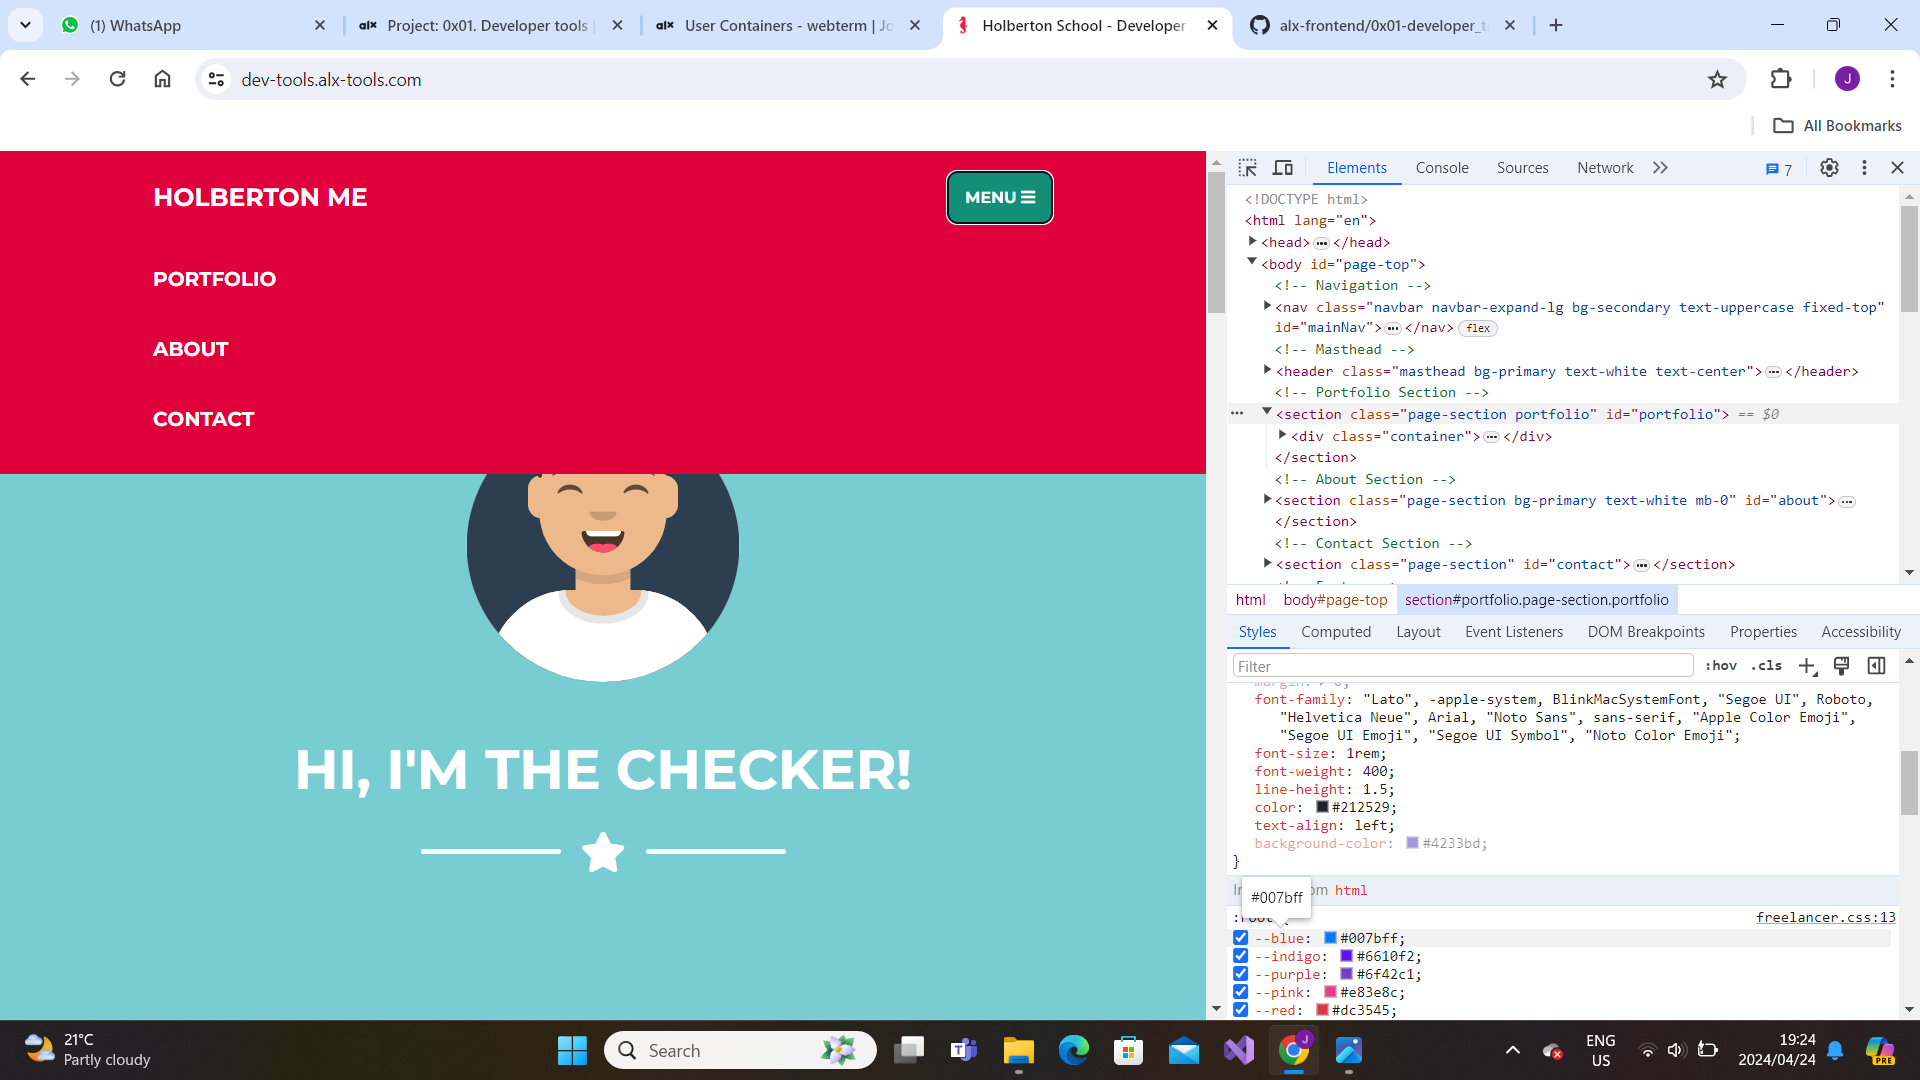 (1) WhatsApp
alx Project: 0x01. Developer tools |
alx User Containers - webterm | Jo
Holberton School - Developer
alx-frontend/0x01-developer_t
dev-tools.alx-tools.com
J
All Bookmarks
HOLBERTON ME
MENU
PORTFOLIO
ABOUT
CONTACT
HI, I'M THE CHECKER!
Elements Console Sources Network 7
<!DOCTYPE html>
<html lang="en">
<head> </head>
<body id="page-top">
<!-- Navigation -->
<nav class="navbar navbar-expand-lg bg-secondary text-uppercase fixed-top"
id="mainNav"> </nav> flex
<!-- Masthead -->
<header class="masthead bg-primary text-white text-center"> </header>
<!-- Portfolio Section -->
<section class="page-section portfolio" id="portfolio"> == $0
<div class="container"> </div>
</section>
<!-- About Section -->
<section class="page-section bg-primary text-white mb-0" id="about">
</section>
<!-- Contact Section -->
<section class="page-section" id="contact"> </section>
html body#page-top section#portfolio.page-section.portfolio
Styles Computed Layout Event Listeners DOM Breakpoints Properties Accessibility
Filter :hov .cls
font-family: "Lato", -apple-system, BlinkMacSystemFont, "Segoe UI", Roboto,
"Helvetica Neue", Arial, "Noto Sans", sans-serif, "Apple Color Emoji",
"Segoe UI Emoji", "Segoe UI Symbol", "Noto Color Emoji";
font-size: 1rem;
font-weight: 400;
line-height: 1.5;
color: #212529;
text-align: left;
background-color: #4233bd;
}
html
#007bff
freelancer.css:13
--blue: #007bff;
--indigo: #6610f2;
--purple: #6f42c1;
--pink: #e83e8c;
--red: #dc3545;
21°C
Partly cloudy
Search
J
ENG
US
19:24
2024/04/24
PRE